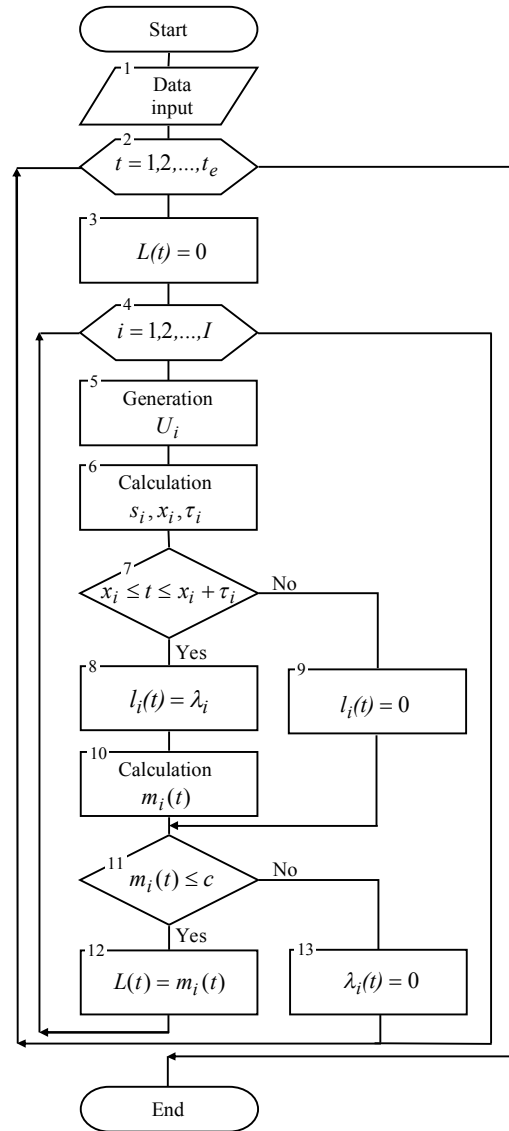 Start
1
Data
input
2
t = 1,2,...,t_e
3
L(t) = 0
4
i = 1,2,...,I
5
Generation
U_i
6
Calculation
s_i, x_i, τ_i
7
x_i ≤ t ≤ x_i + τ_i
No
Yes
8
l_i(t) = λ_i
9
l_i(t) = 0
10
Calculation
m_i(t)
11
m_i(t) ≤ c
No
Yes
12
L(t) = m_i(t)
13
λ_i(t) = 0
End